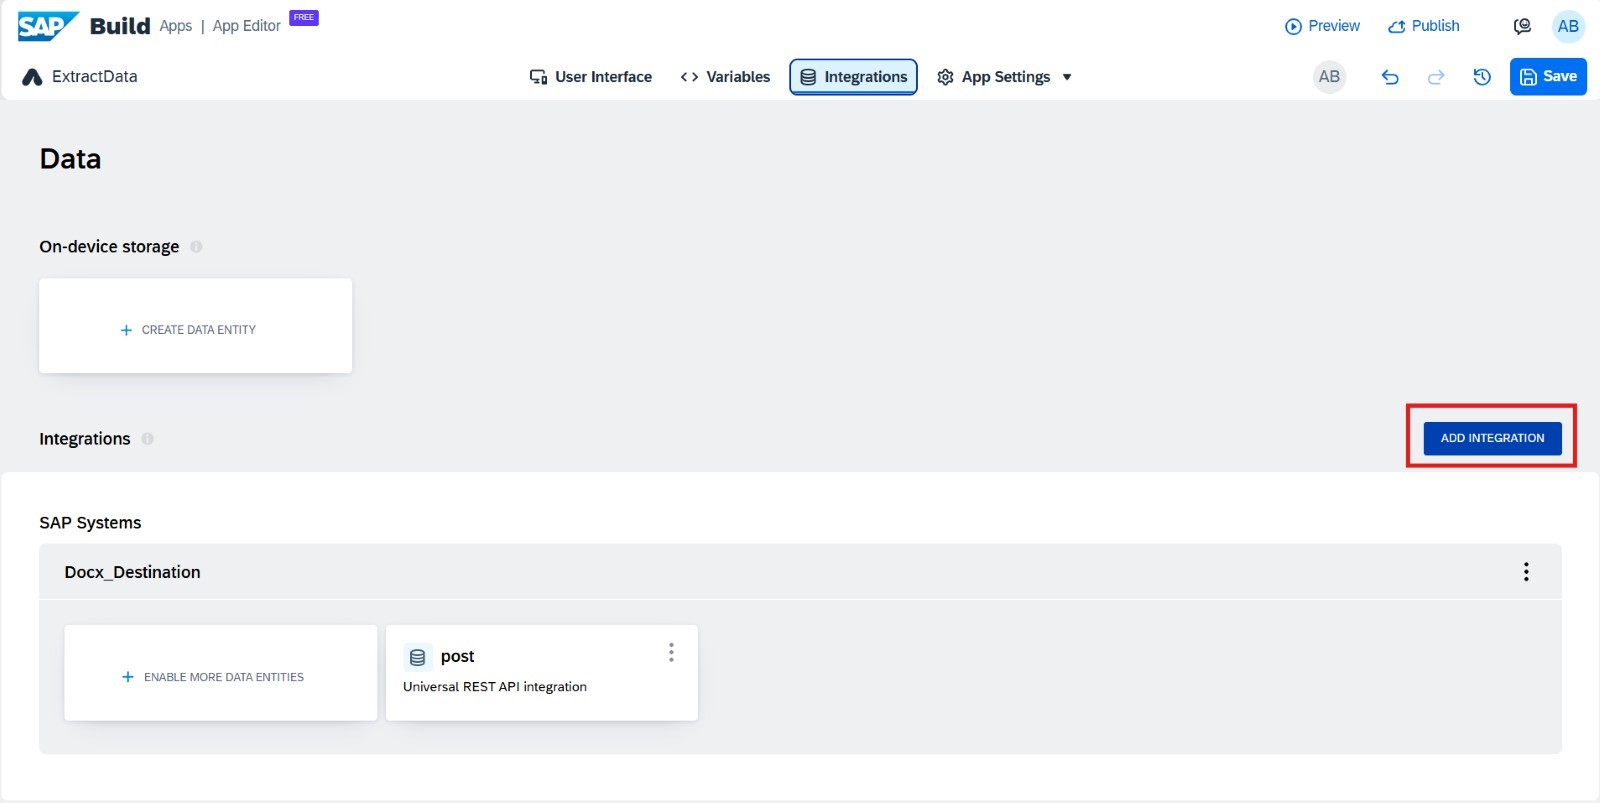 SAP Build Apps | App Editor FREE Preview Publish AB
ExtractData User Interface <> Variables Integrations App Settings AB Save
Data
On-device storage
+ CREATE DATA ENTITY
Integrations ADD INTEGRATION
SAP Systems
Docx_Destination
post
+ ENABLE MORE DATA ENTITIES
Universal REST API integration